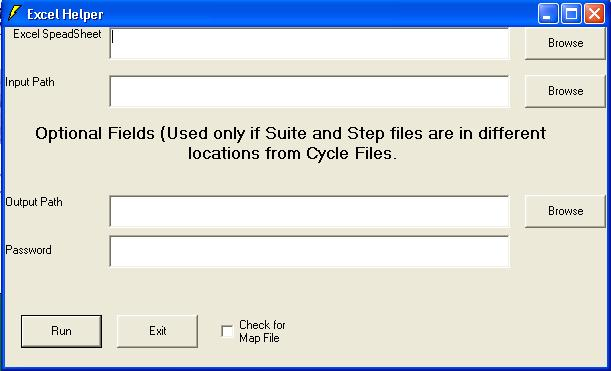 Excel Helper
Excel SpeadSheet
Browse
Input Path
Browse
Optional Fields (Used only if Suite and Step files are in different
locations from Cycle Files.
Output Path
Browse
Password
Run
Exit
Check for
Map File